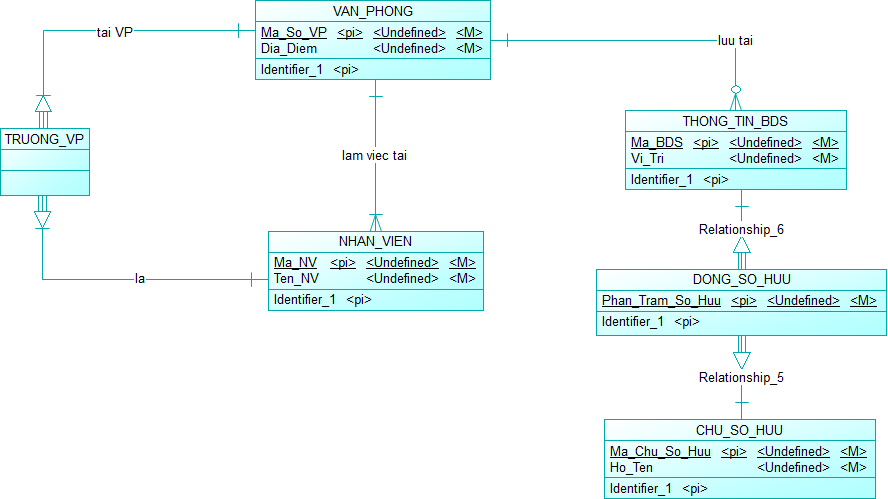 VAN_PHONG
Ma_So_VP <pi> <Undefined> <M>
Dia_Diem <Undefined> <M>
Identifier_1 <pi>
tai VP
luu tai
TRUONG_VP
THONG_TIN_BDS
Ma_BDS <pi> <Undefined> <M>
Vi_Tri <Undefined> <M>
Identifier_1 <pi>
lam viec tai
Relationship_6
NHAN_VIEN
Ma_NV <pi> <Undefined> <M>
Ten_NV <Undefined> <M>
Identifier_1 <pi>
la
DONG_SO_HUU
Phan_Tram_So_Huu <pi> <Undefined> <M>
Identifier_1 <pi>
Relationship_5
CHU_SO_HUU
Ma_Chu_So_Huu <pi> <Undefined> <M>
Ho_Ten <Undefined> <M>
Identifier_1 <pi>